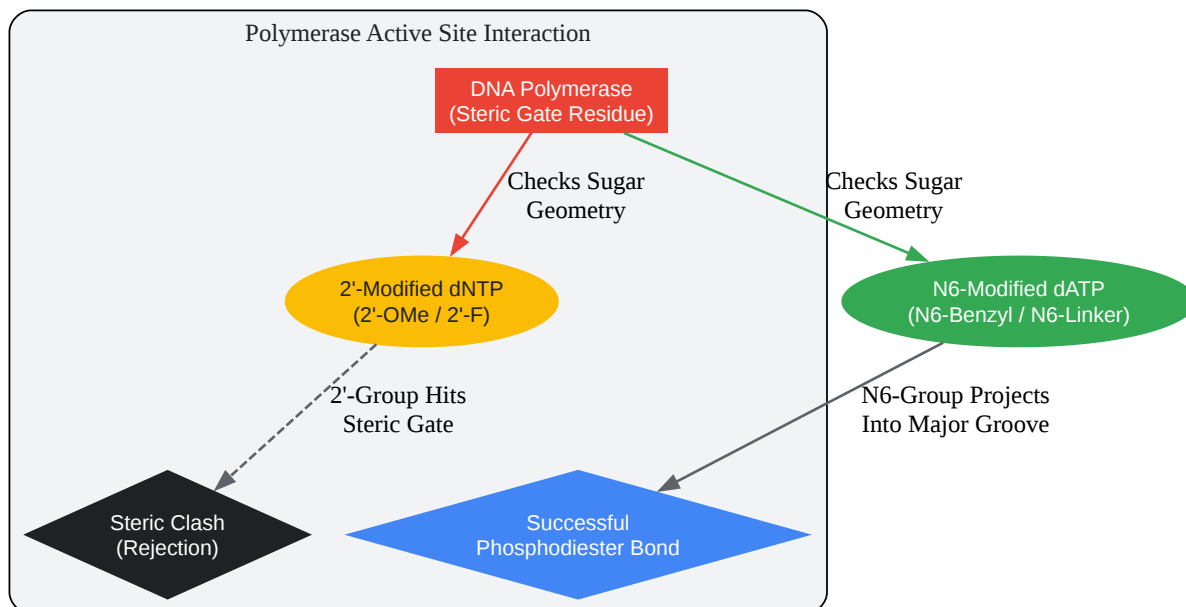 Polymerase Active Site Interaction
DNA Polymerase
(Steric Gate Residue)
Checks Sugar
Geometry
Checks Sugar
Geometry
2'-Modified dNTP
(2'-OMe / 2'-F)
N6-Modified dATP
(N6-Benzyl / N6-Linker)
2'-Group Hits
Steric Gate
N6-Group Projects
Into Major Groove
Steric Clash
(Rejection)
Successful
Phosphodiester Bond